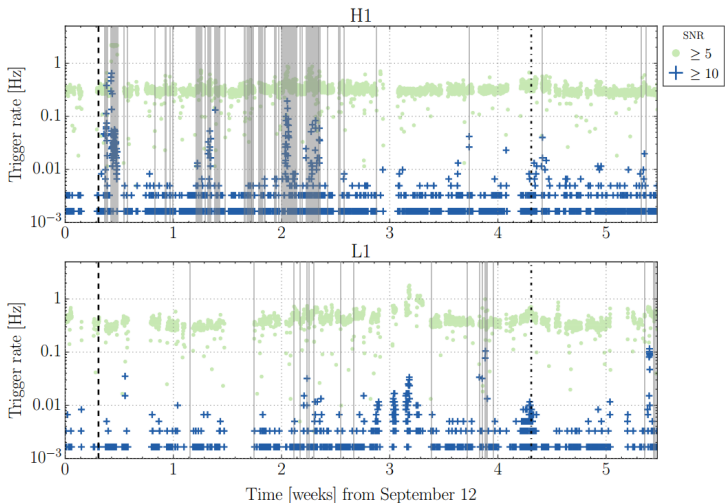 H1
SNR
≥ 5
≥ 10
Trigger rate [Hz]
1
0.1
0.01
10⁻³
0 1 2 3 4 5
L1
Trigger rate [Hz]
1
0.1
0.01
10⁻³
0 1 2 3 4 5
Time [weeks] from September 12